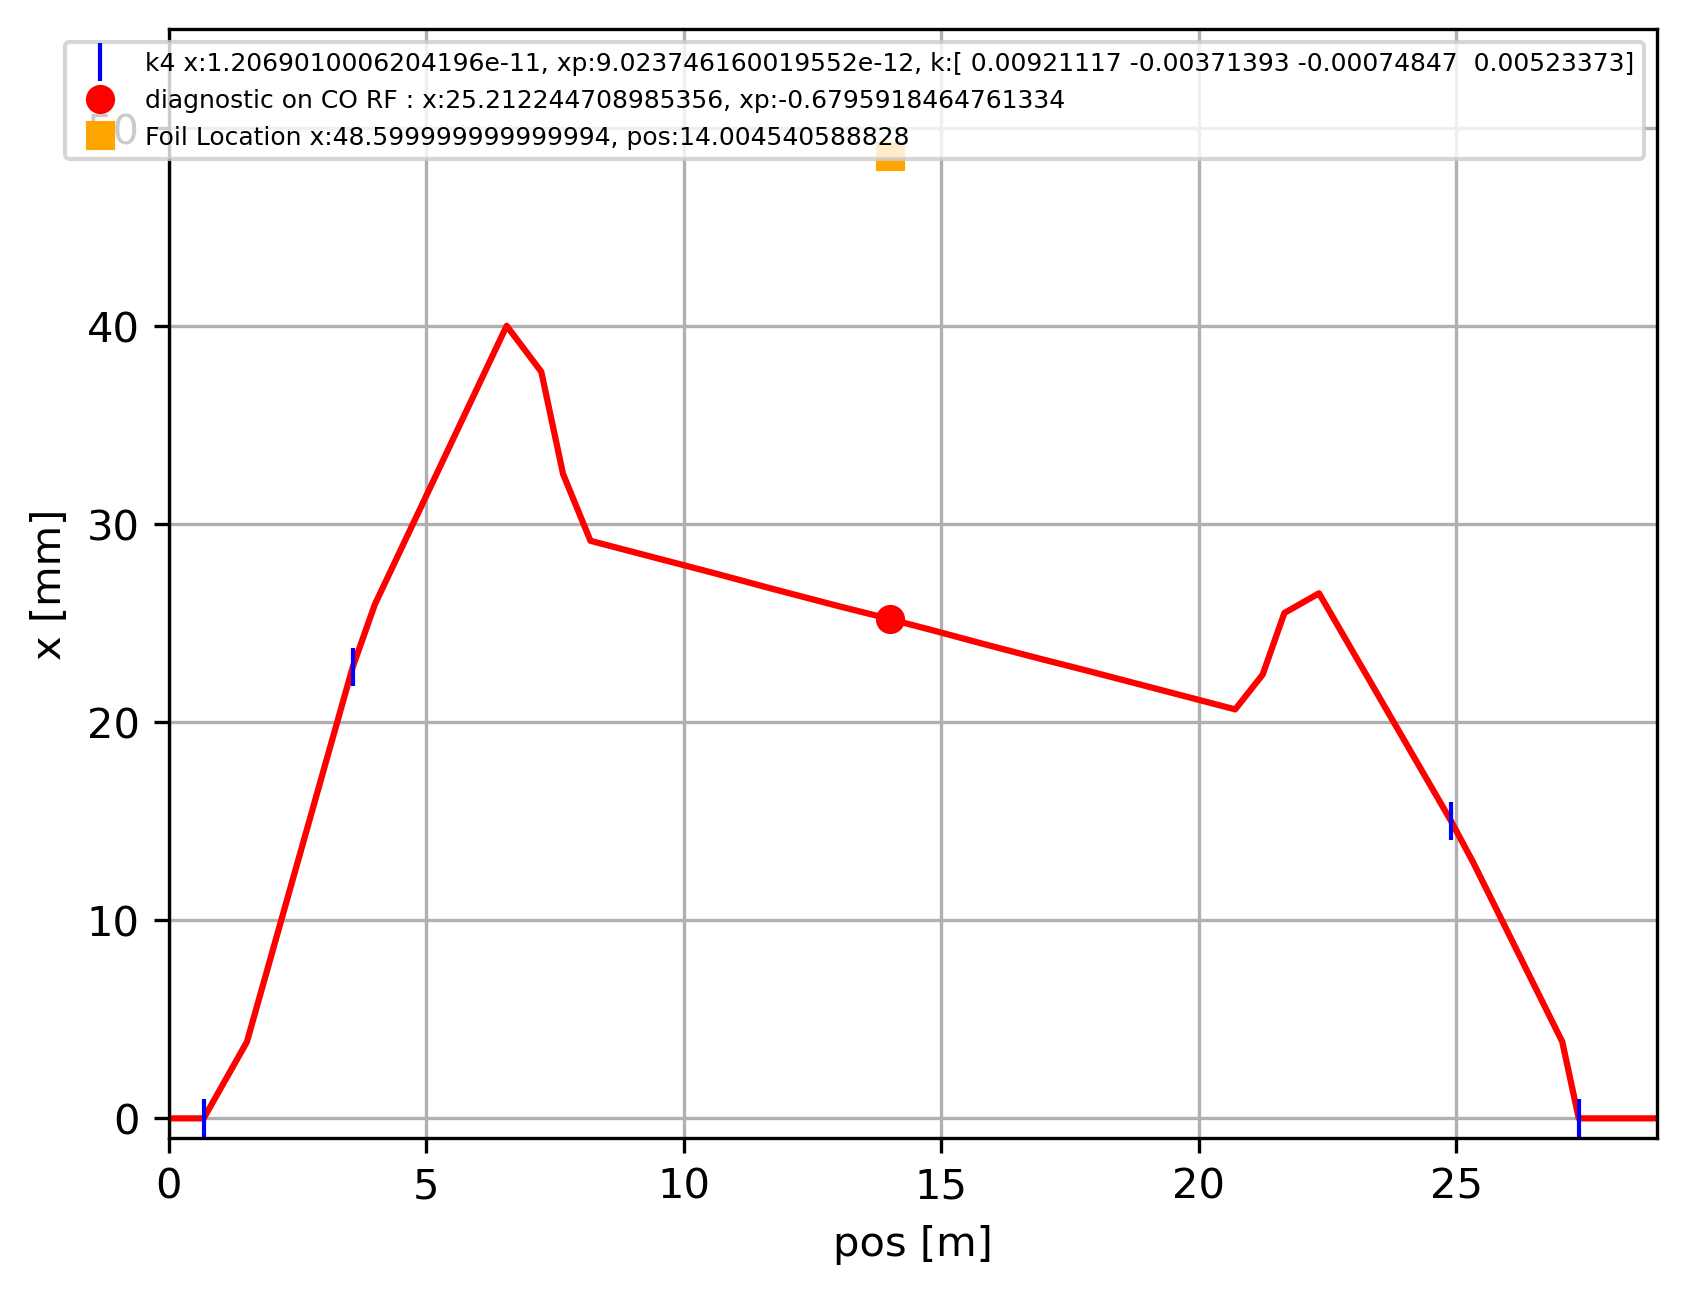 k4 x:1.2069010006204196e-11, xp:9.023746160019552e-12, k:[ 0.00921117 -0.00371393 -0.00074847  0.00523373]
diagnostic on CO RF : x:25.212244708985356, xp:-0.6795918464761334
Foil Location x:48.599999999999994, pos:14.004540588828
50
40
30
20
10
0
x [mm]
0 5 10 15 20 25
pos [m]